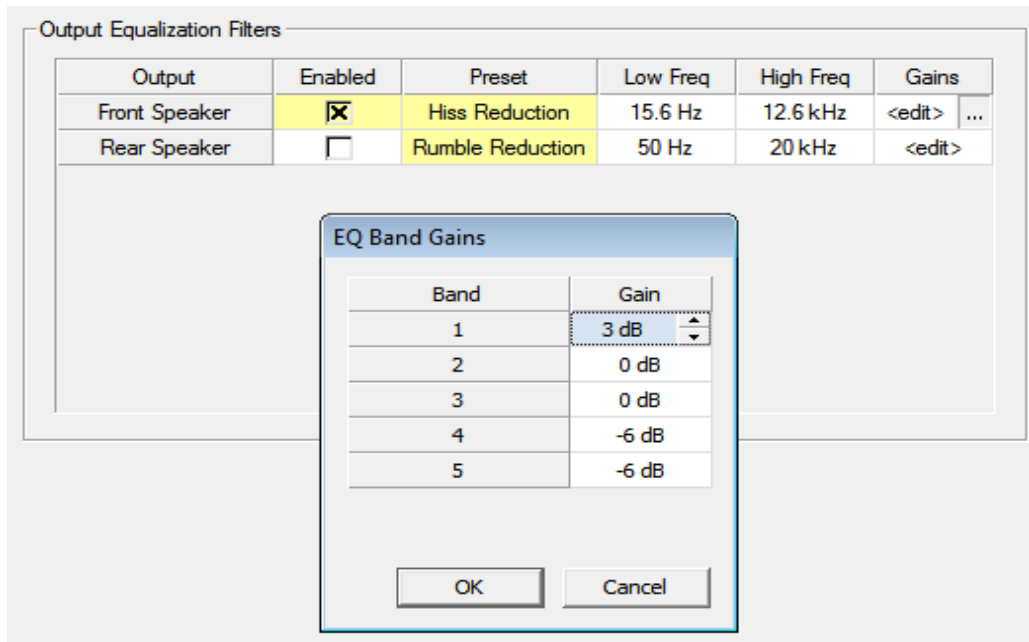 Output Equalization Filters
Output Enabled Preset Low Freq High Freq Gains
Front Speaker Hiss Reduction 15.6 Hz 12.6 kHz <edit> ...
Rear Speaker Rumble Reduction 50 Hz 20 kHz <edit>
EQ Band Gains
Band Gain
1 3 dB
2 0 dB
3 0 dB
4 -6 dB
5 -6 dB
OK Cancel